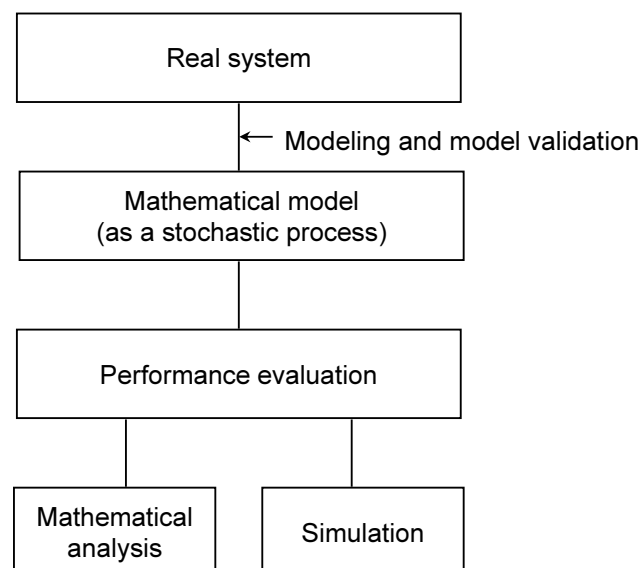 Real system
Modeling and model validation
Mathematical model
(as a stochastic process)
Performance evaluation
Mathematical
analysis
Simulation